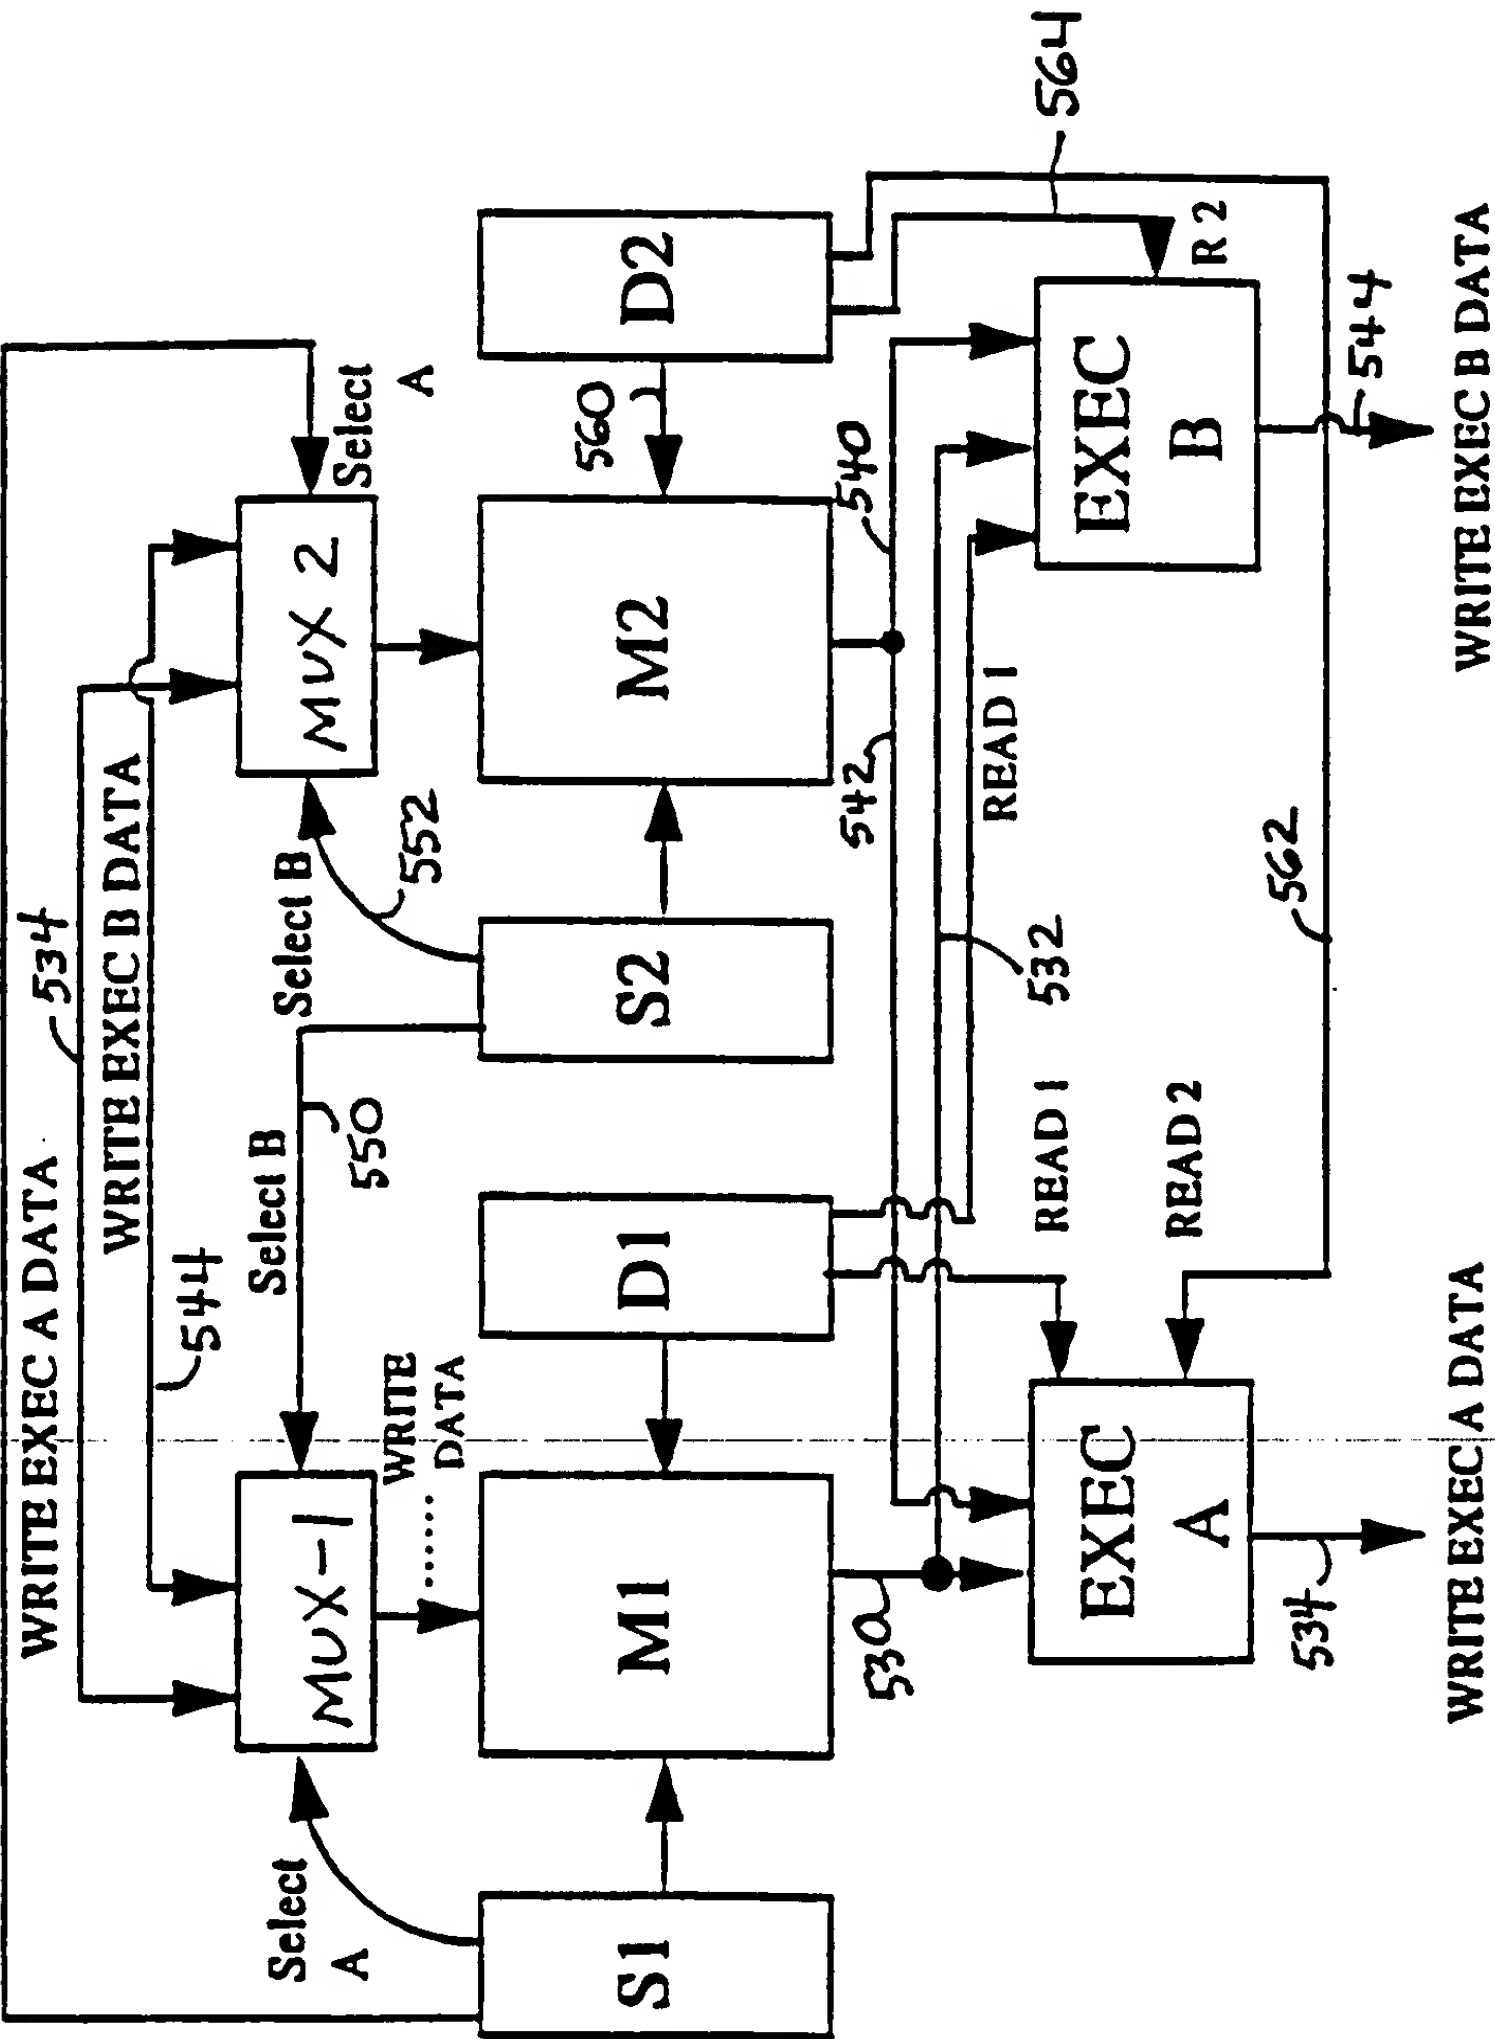 WRITE EXEC A DATA
534
WRITE EXEC B DATA
544
Select B
550
Select B
552
Select
A
Select
A
MUX-1
MUX 2
WRITE
DATA
S1
M1
D1
S2
M2
D2
560
530
542
540
READ 1
532
READ 1
READ 2
562
564
R 2
EXEC
A
EXEC
B
534
544
WRITE EXEC A DATA
WRITE EXEC B DATA